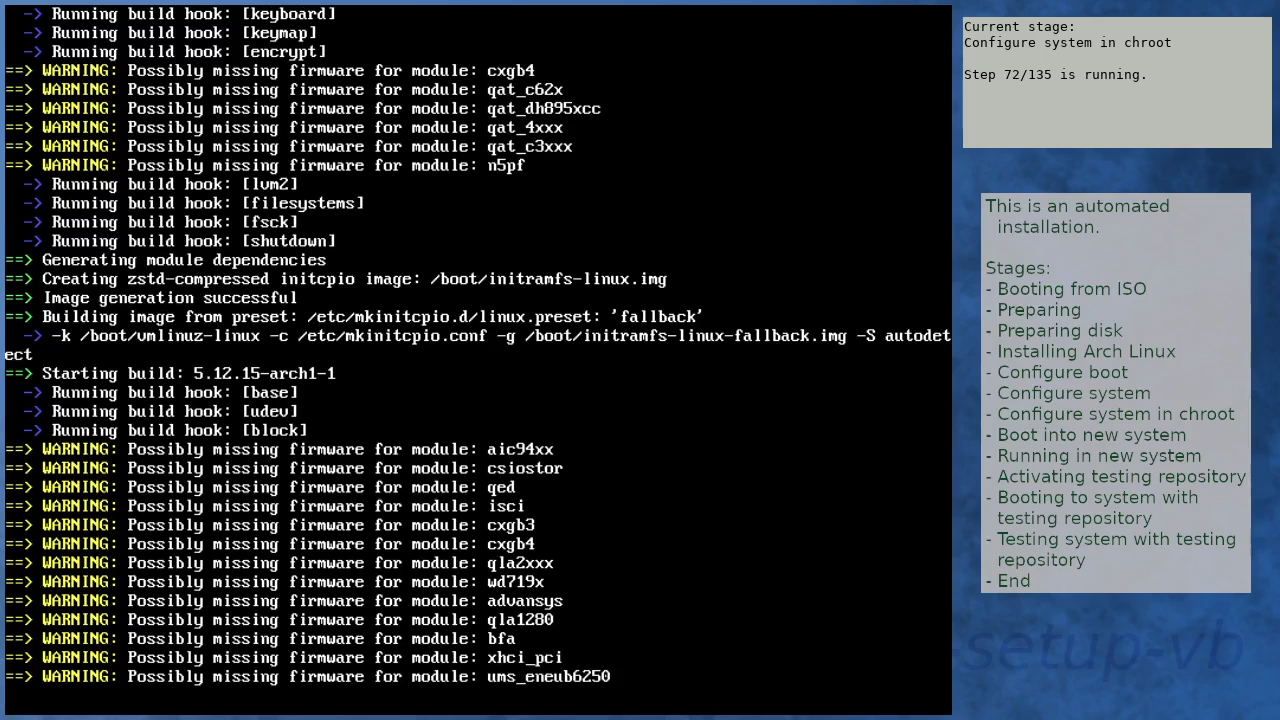 -> Running build hook: [keyboard]
-> Running build hook: [keymap]
-> Running build hook: [encrypt]
==> WARNING: Possibly missing firmware for module: cxgb4
==> WARNING: Possibly missing firmware for module: qat_c62x
==> WARNING: Possibly missing firmware for module: qat_dh895xcc
==> WARNING: Possibly missing firmware for module: qat_4xxx
==> WARNING: Possibly missing firmware for module: qat_c3xxx
==> WARNING: Possibly missing firmware for module: n5pf
-> Running build hook: [lvm2]
-> Running build hook: [filesystems]
-> Running build hook: [fsck]
-> Running build hook: [shutdown]
==> Generating module dependencies
==> Creating zstd-compressed initcpio image: /boot/initramfs-linux.img
==> Image generation successful
==> Building image from preset: /etc/mkinitcpio.d/linux.preset: 'fallback'
-> -k /boot/vmlinuz-linux -c /etc/mkinitcpio.conf -g /boot/initramfs-linux-fallback.img -S autodet
ect
==> Starting build: 5.12.15-arch1-1
-> Running build hook: [base]
-> Running build hook: [udev]
-> Running build hook: [block]
==> WARNING: Possibly missing firmware for module: aic94xx
==> WARNING: Possibly missing firmware for module: csiostor
==> WARNING: Possibly missing firmware for module: qed
==> WARNING: Possibly missing firmware for module: isci
==> WARNING: Possibly missing firmware for module: cxgb3
==> WARNING: Possibly missing firmware for module: cxgb4
==> WARNING: Possibly missing firmware for module: qla2xxx
==> WARNING: Possibly missing firmware for module: wd719x
==> WARNING: Possibly missing firmware for module: advansys
==> WARNING: Possibly missing firmware for module: qla1280
==> WARNING: Possibly missing firmware for module: bfa
==> WARNING: Possibly missing firmware for module: xhci_pci
==> WARNING: Possibly missing firmware for module: ums_eneub6250
Current stage:
Configure system in chroot
Step 72/135 is running.
This is an automated
installation.
Stages:
- Booting from ISO
- Preparing
- Preparing disk
- Installing Arch Linux
- Configure boot
- Configure system
- Configure system in chroot
- Boot into new system
- Running in new system
- Activating testing repository
- Booting to system with
testing repository
- Testing system with testing
repository
- End
-setup-vb